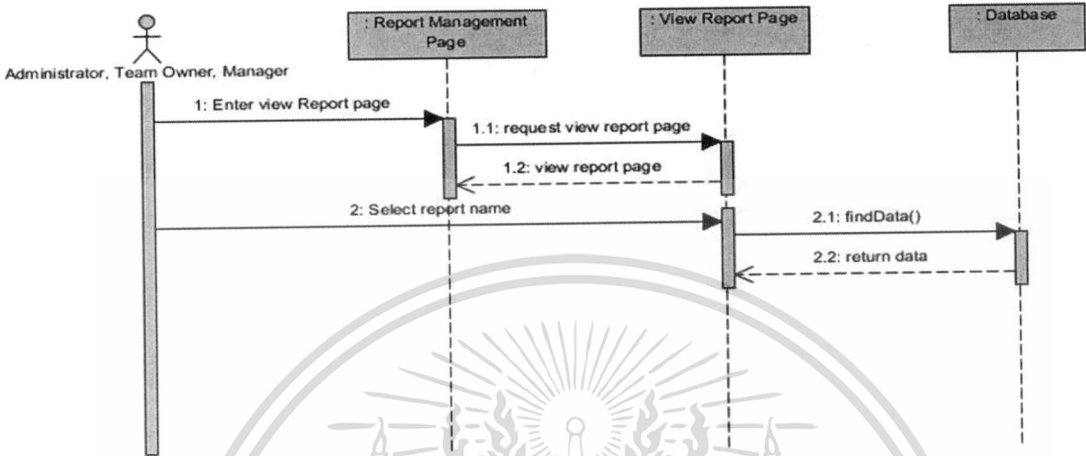 : Report Management
Page
: View Report Page
: Database
Administrator, Team Owner, Manager
1: Enter view Report page
1.1: request view report page
1.2: view report page
2: Select report name
2.1: findData()
2.2: return data